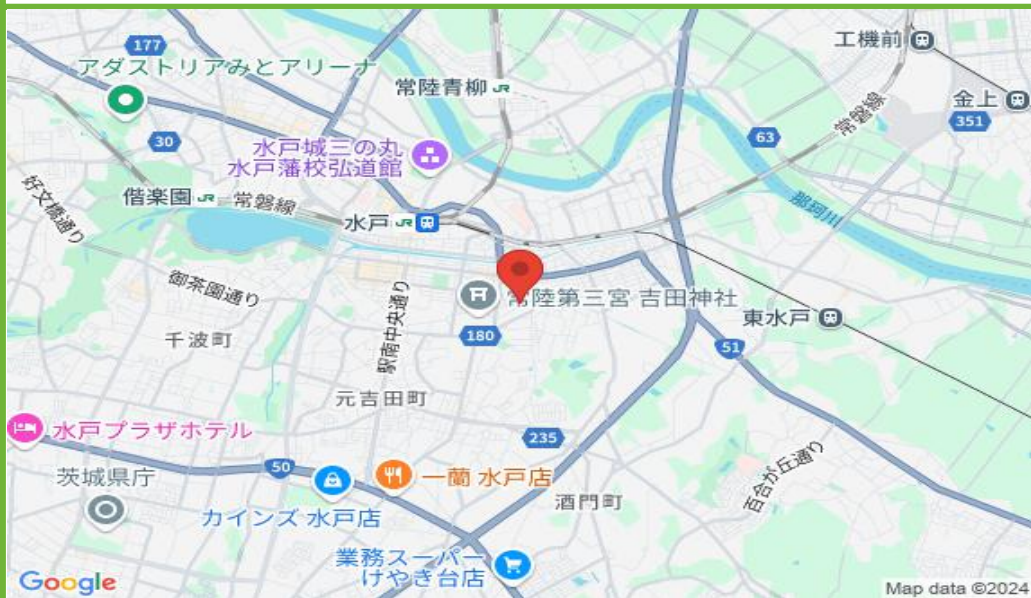 177
アダストリアみとアリーナ
工機前
常陸青柳 JR
金上
351
常磐線
30
水戸城三の丸
水戸藩校弘道館
63
偕楽園 JR
常磐線
好文橋通り
水戸 JR
那珂川
御茶園通り
常陸第三宮 吉田神社
駅南中央通り
東水戸
千波町
180
51
元吉田町
水戸プラザホテル
235
50
一蘭 水戸店
百合が丘通り
茨城県庁
カインズ 水戸店
酒門町
業務スーパー
けやき台店
Google
Map data ©2024